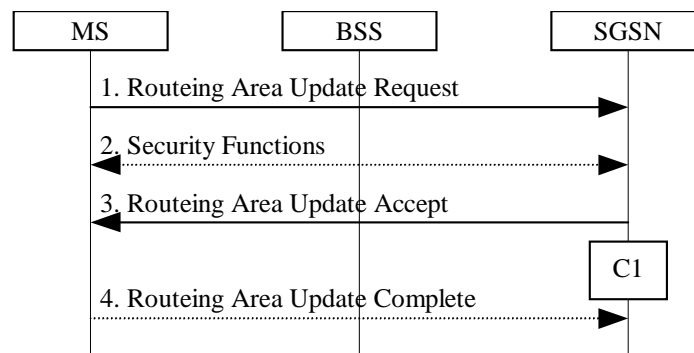 MS
BSS
SGSN
1. Routeing Area Update Request
2. Security Functions
3. Routeing Area Update Accept
C1
4. Routeing Area Update Complete